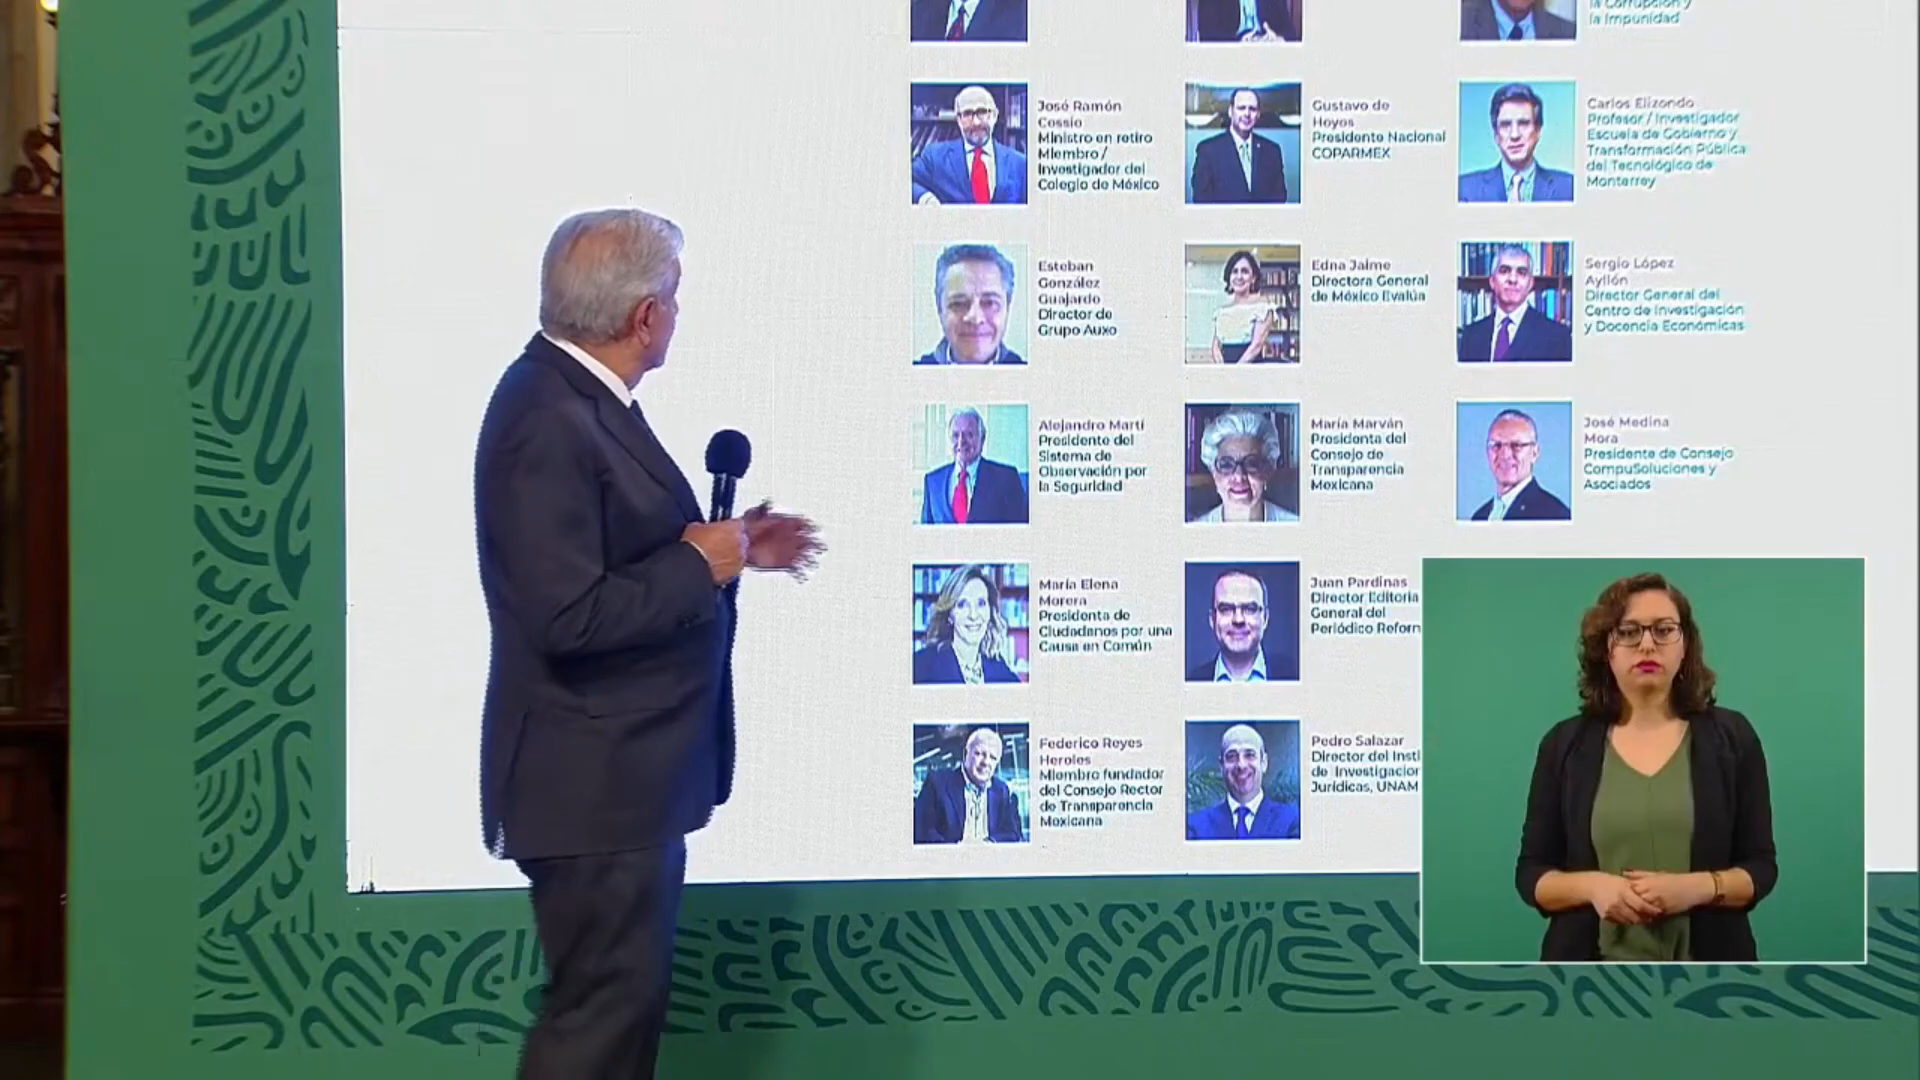 la Corrupción y
la Impunidad
José Ramón
Cossío
Ministro en retiro
Miembro /
Investigador del
Colegio de México
Gustavo de
Hoyos
Presidente Nacional
COPARMEX
Carlos Elizondo
Profesor / Investigador
Escuela de Gobierno y
Transformación Pública
del Tecnológico de
Monterrey
Esteban
González
Guajardo
Director de
Grupo Auxo
Edna Jaime
Directora General
de México Evalúa
Sergio López
Ayllón
Director General del
Centro de Investigación
y Docencia Económicas
Alejandro Martí
Presidente del
Sistema de
Observación por
la Seguridad
María Marván
Presidenta del
Consejo de
Transparencia
Mexicana
José Medina
Mora
Presidente de Consejo
CompuSoluciones y
Asociados
María Elena
Morera
Presidenta de
Ciudadanos por una
Causa en Común
Juan Pardinas
Director Editoria
General del
Periódico Reforn
Federico Reyes
Heroles
Miembro fundador
del Consejo Rector
de Transparencia
Mexicana
Pedro Salazar
Director del Insti
de Investigacior
Jurídicas, UNAM